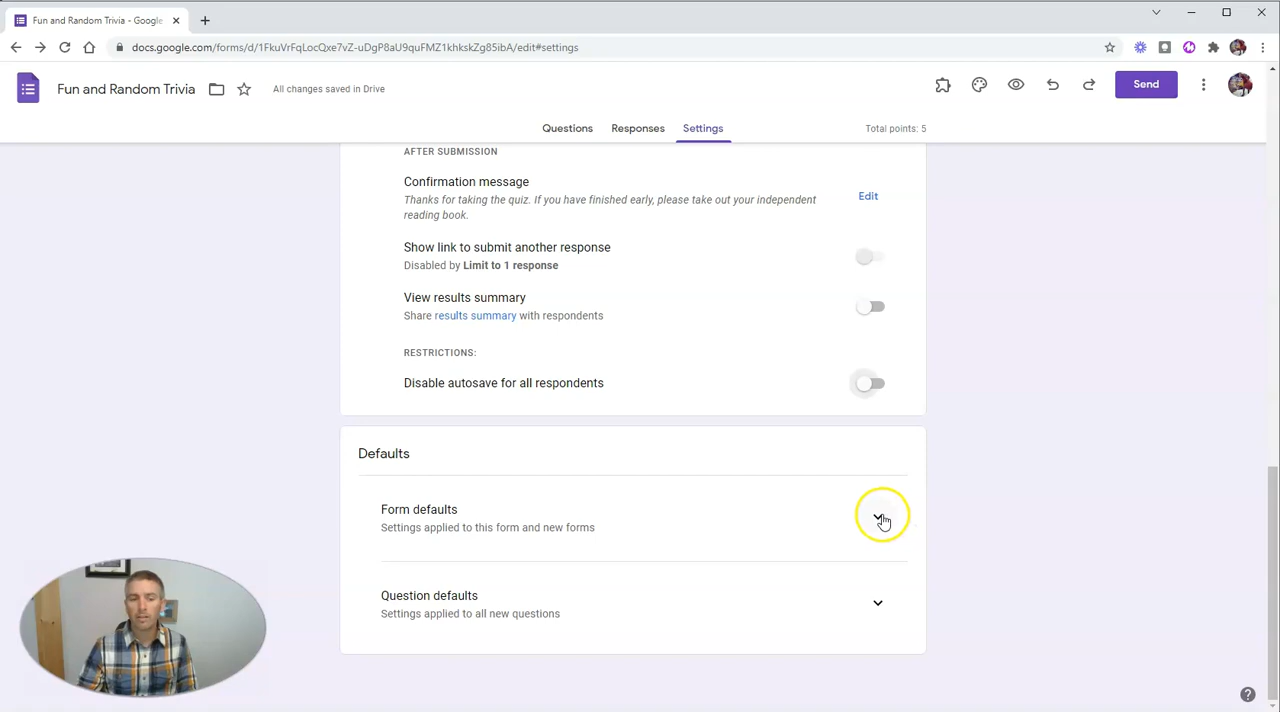 Fun and Random Trivia - Google
docs.google.com/forms/d/1FkuVrFqLocQxe7vZ-uDgP8aU9quFMZ1khkskZg85ibA/edit#settings
Fun and Random Trivia
All changes saved in Drive
Send
Questions
Responses
Settings
Total points: 5
AFTER SUBMISSION
Confirmation message
Thanks for taking the quiz. If you have finished early, please take out your independent
reading book.
Edit
Show link to submit another response
Disabled by Limit to 1 response
View results summary
Share results summary with respondents
RESTRICTIONS:
Disable autosave for all respondents
Defaults
Form defaults
Settings applied to this form and new forms
Question defaults
Settings applied to all new questions